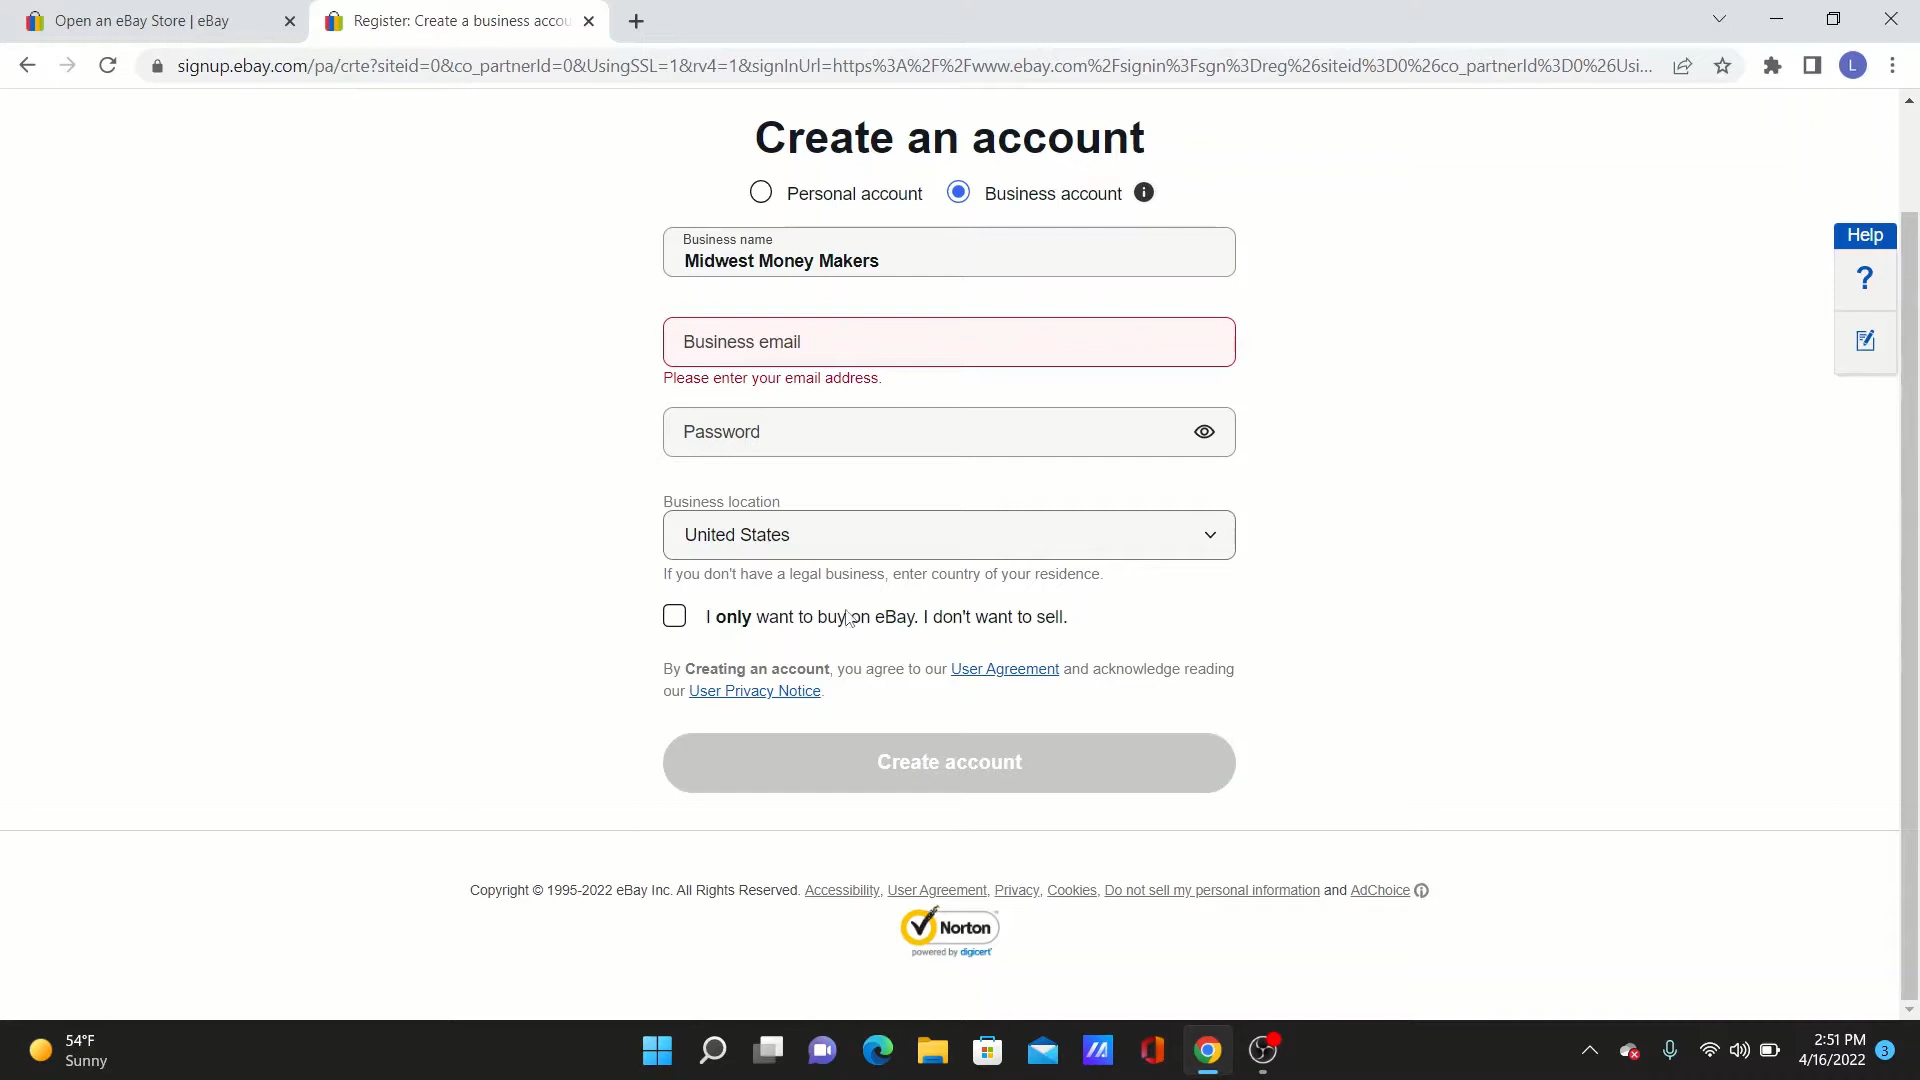 Open an eBay Store | eBay
Register: Create a business accou
signup.ebay.com/pa/crte?siteid=0&co_partnerId=0&UsingSSL=1&rv4=1&signInUrl=https%3A%2F%2Fwww.ebay.com%2Fsignin%3Fsgn%3Dreg%26siteid%3D0%26co_partnerId%3D0%26Usi...
L
Create an account
Personal account
Business account
Business name
Midwest Money Makers
Help
?
Business email
Please enter your email address.
Password
Business location
United States
If you don't have a legal business, enter country of your residence.
I only want to buy on eBay. I don't want to sell.
By Creating an account, you agree to our User Agreement and acknowledge reading
our User Privacy Notice.
Create account
Copyright © 1995-2022 eBay Inc. All Rights Reserved. Accessibility, User Agreement, Privacy, Cookies, Do not sell my personal information and AdChoice
Norton
powered by digicert
54°F
Sunny
2:51 PM
4/16/2022
3